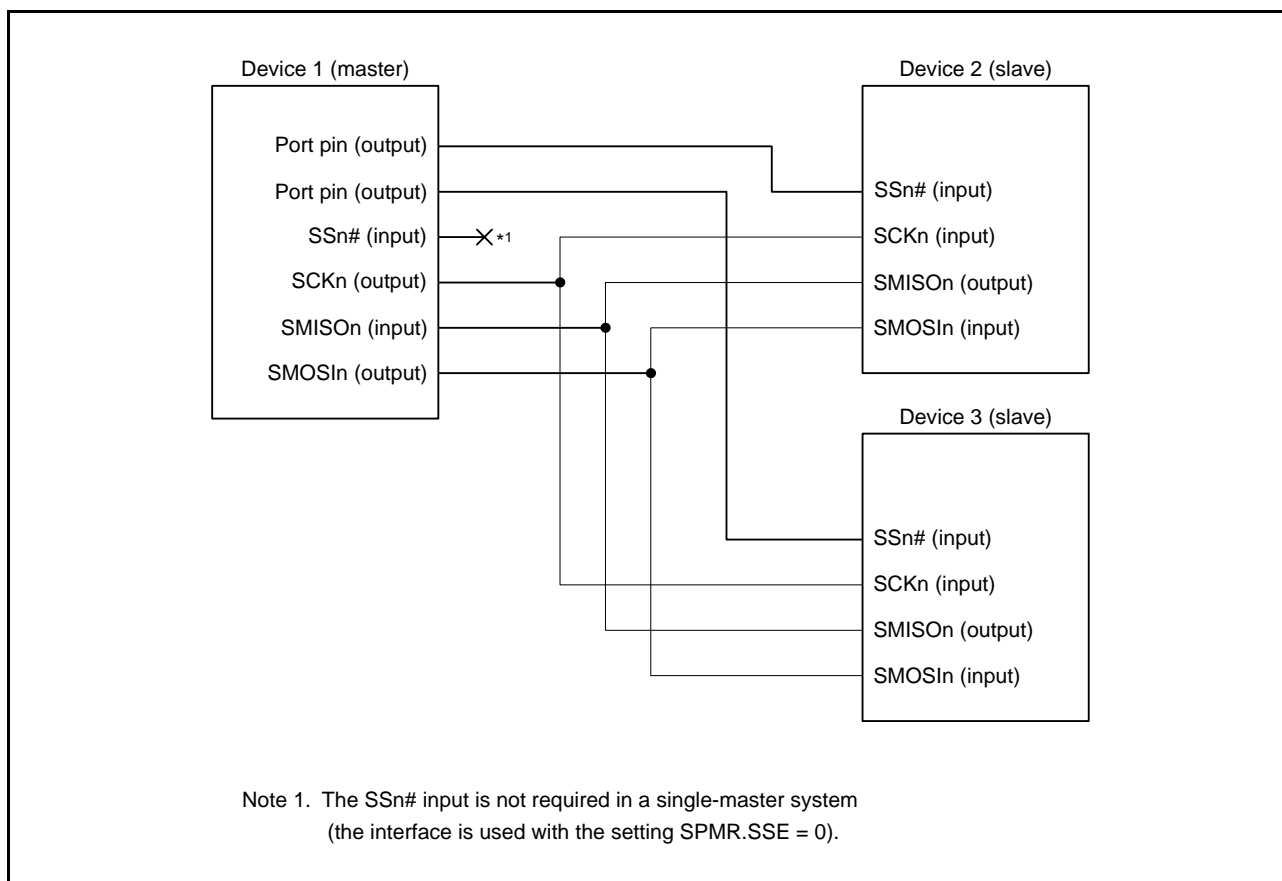 Device 1 (master)
Port pin (output)
Port pin (output)
SSn# (input)
*1
SCKn (output)
SMISOn (input)
SMOSIn (output)
Device 2 (slave)
SSn# (input)
SCKn (input)
SMISOn (output)
SMOSIn (input)
Device 3 (slave)
SSn# (input)
SCKn (input)
SMISOn (output)
SMOSIn (input)
Note 1. The SSn# input is not required in a single-master system
(the interface is used with the setting SPMR.SSE = 0).